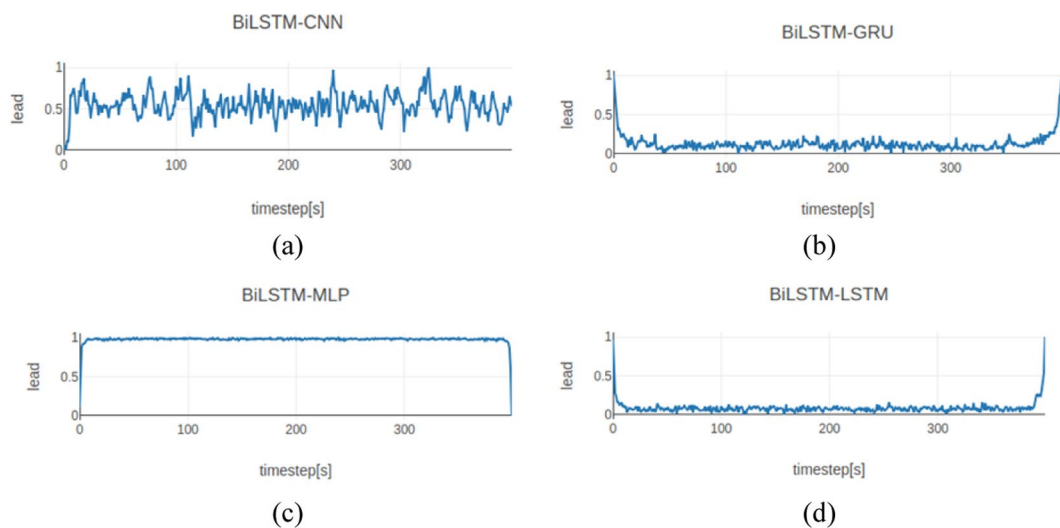 BiLSTM-CNN
1
0.5
0
lead
0 100 200 300
timestep[s]
(a)
BiLSTM-GRU
1
0.5
0
lead
0 100 200 300
timestep[s]
(b)
BiLSTM-MLP
1
0.5
0
lead
0 100 200 300
timestep[s]
(c)
BiLSTM-LSTM
1
0.5
0
lead
0 100 200 300
timestep[s]
(d)